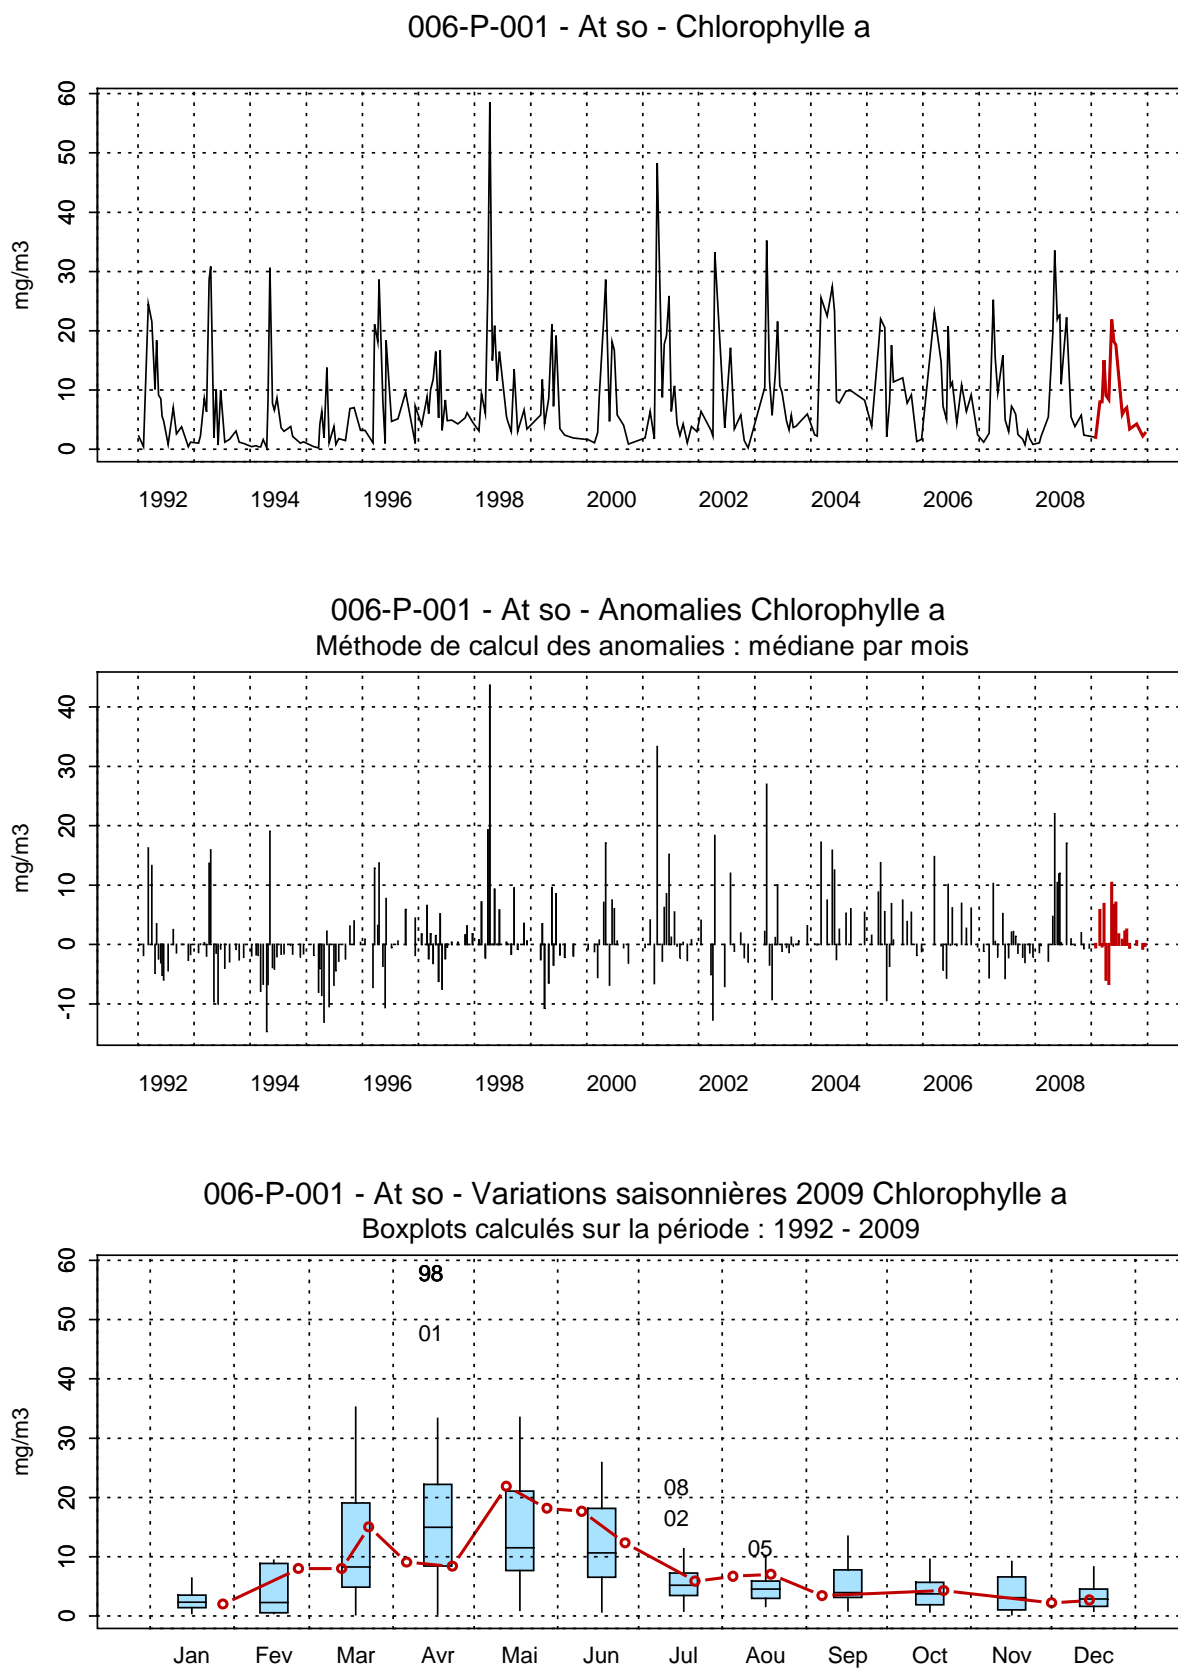 006-P-001 - At so - Chlorophylle a
60
50
40
30
20
10
0
mg/m3
1992 1994 1996 1998 2000 2002 2004 2006 2008
006-P-001 - At so - Anomalies Chlorophylle a
Méthode de calcul des anomalies : médiane par mois
40
30
20
10
0
-10
mg/m3
1992 1994 1996 1998 2000 2002 2004 2006 2008
006-P-001 - At so - Variations saisonnières 2009 Chlorophylle a
Boxplots calculés sur la période : 1992 - 2009
60
50
40
30
20
10
0
mg/m3
98
01
08
02
05
Jan Fev Mar Avr Mai Jun Jul Aou Sep Oct Nov Dec